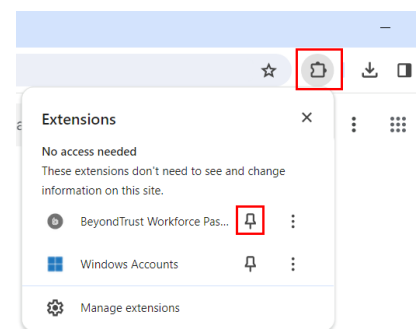 Extensions
No access needed
These extensions don't need to see and change
information on this site.
BeyondTrust Workforce Pas...
Windows Accounts
Manage extensions